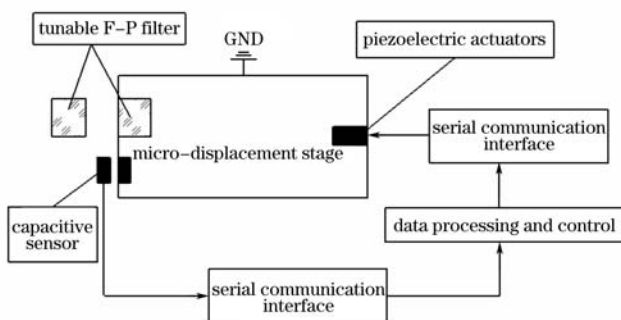 tunable F-P filter
GND
piezoelectric actuators
micro-displacement stage
serial communication
interface
capacitive
sensor
data processing and control
serial communication
interface